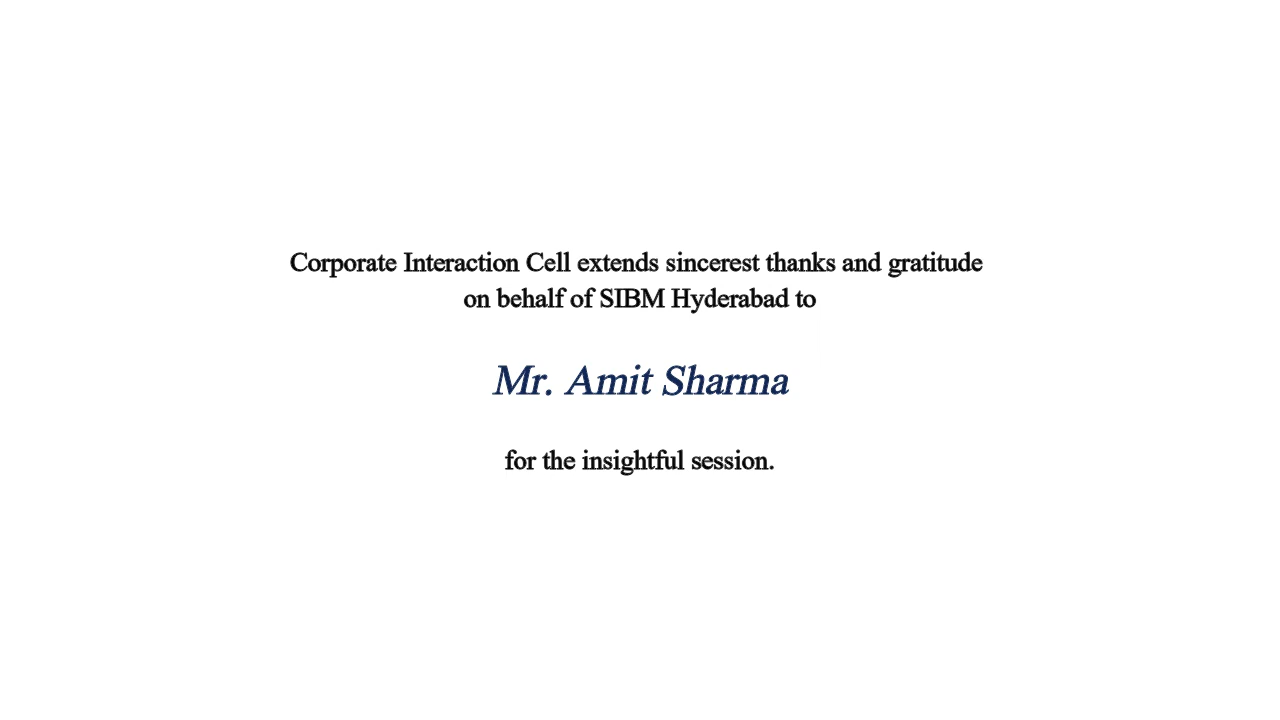 Corporate Interaction Cell extends sincerest thanks and gratitude
on behalf of SIBM Hyderabad to
Mr. Amit Sharma
for the insightful session.